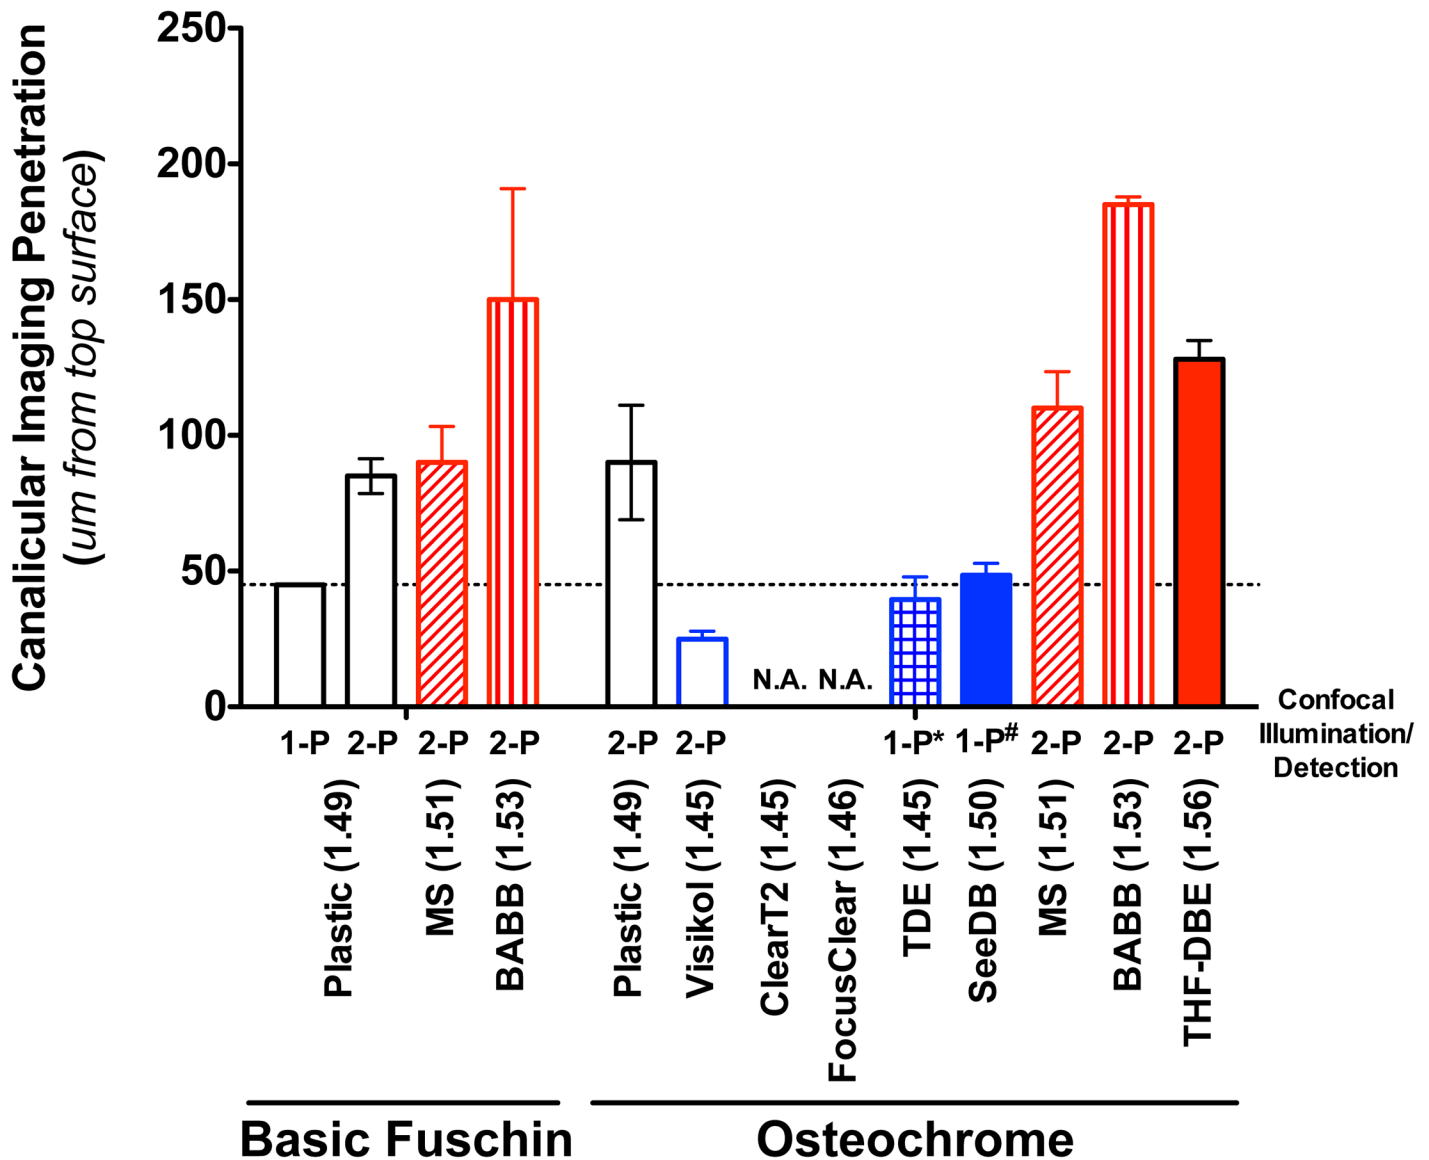 Canalicular Imaging Penetration
(um from top surface)
250
200
150
100
50
0
N.A. N.A.
1-P 2-P 2-P 2-P 2-P 2-P 1-P* 1-P# 2-P 2-P 2-P
Confocal
Illumination/
Detection
Plastic (1.49)
MS (1.51)
BABB (1.53)
Plastic (1.49)
Visikol (1.45)
ClearT2 (1.45)
FocusClear (1.46)
TDE (1.45)
SeeDB (1.50)
MS (1.51)
BABB (1.53)
THF-DBE (1.56)
Basic Fuschin
Osteochrome